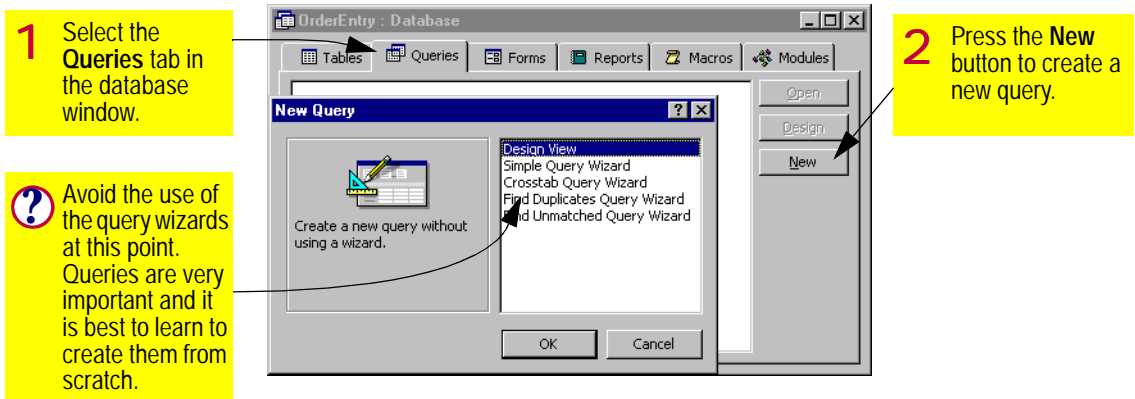 1 Select the
Queries tab in
the database
window.
OrderEntry : Database
Tables Queries Forms Reports Macros Modules
Open
Design
New
2 Press the New
button to create a
new query.
New Query
Create a new query without
using a wizard.
Design View
Simple Query Wizard
Crosstab Query Wizard
Find Duplicates Query Wizard
Find Unmatched Query Wizard
OK Cancel
? Avoid the use of
the query wizards
at this point.
Queries are very
important and it
is best to learn to
create them from
scratch.